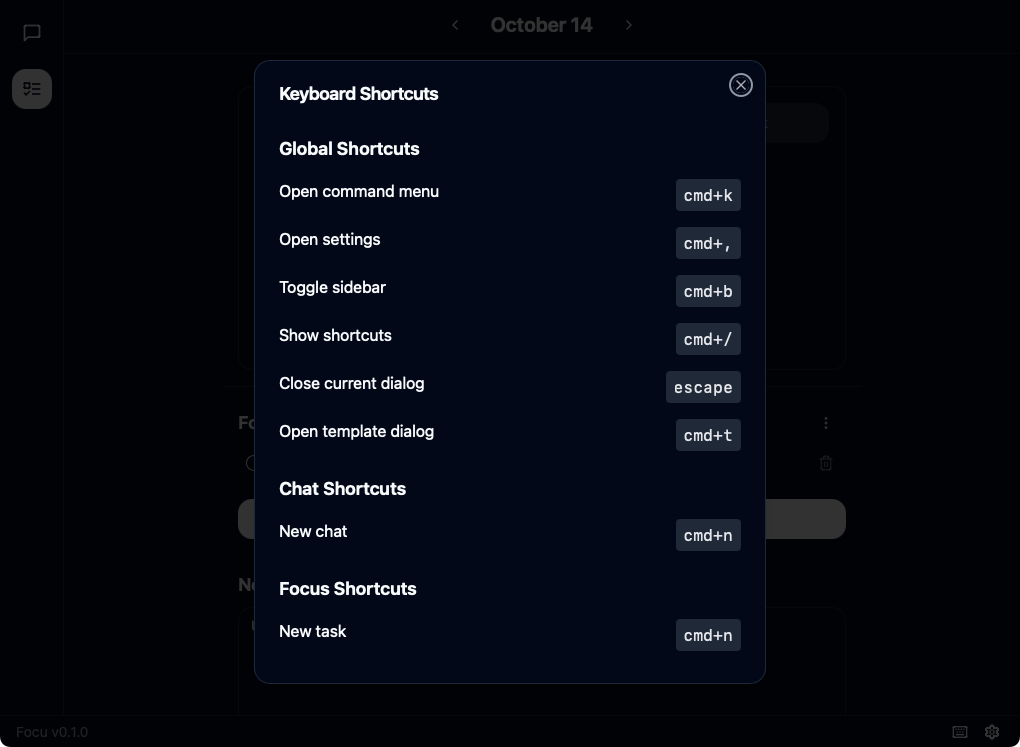 October 14
Keyboard Shortcuts
Global Shortcuts
Open command menu cmd+k
Open settings cmd+,
Toggle sidebar cmd+b
Show shortcuts cmd+/
Close current dialog escape
Open template dialog cmd+t
Chat Shortcuts
New chat cmd+n
Focus Shortcuts
New task cmd+n
Focu v0.1.0